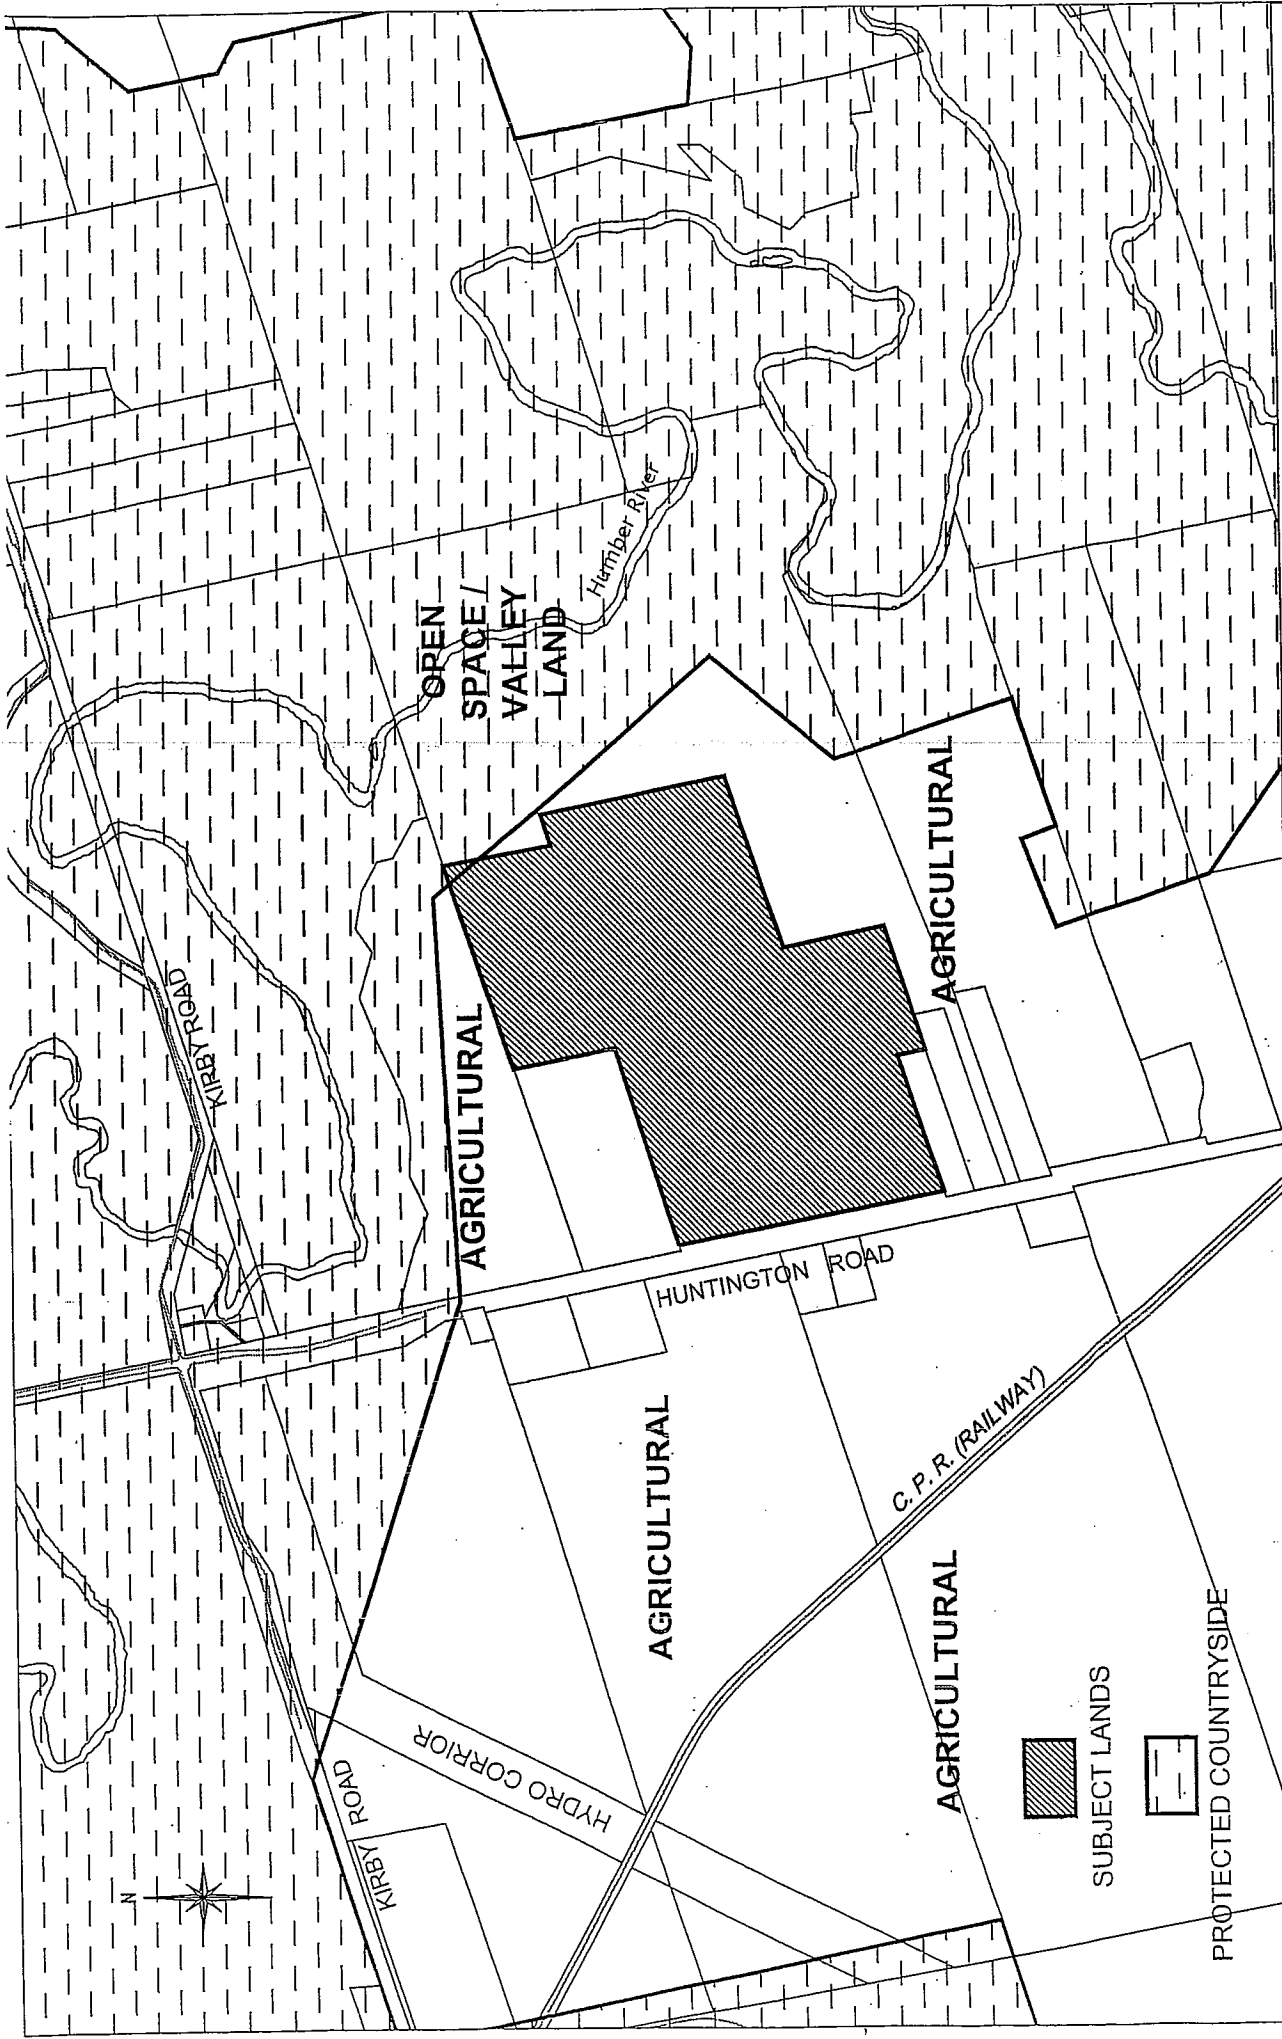 N
KIRBY ROAD
KIRBY ROAD
HYDRO CORRIOR
HUNTINGTON ROAD
C. P. R. (RAILWAY)
AGRICULTURAL
AGRICULTURAL
AGRICULTURAL
AGRICULTURAL
OPEN
SPACE /
VALLEY
LAND
Humber River
SUBJECT LANDS
PROTECTED COUNTRYSIDE